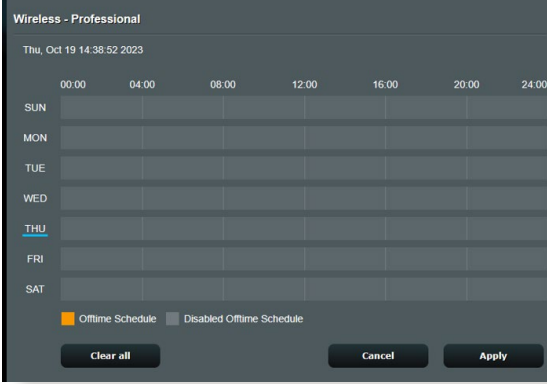 Wireless - Professional
Thu, Oct 19 14:38:52 2023
00:00 04:00 08:00 12:00 16:00 20:00 24:00
SUN
MON
TUE
WED
THU
FRI
SAT
Offtime Schedule Disabled Offtime Schedule
Clear all Cancel Apply